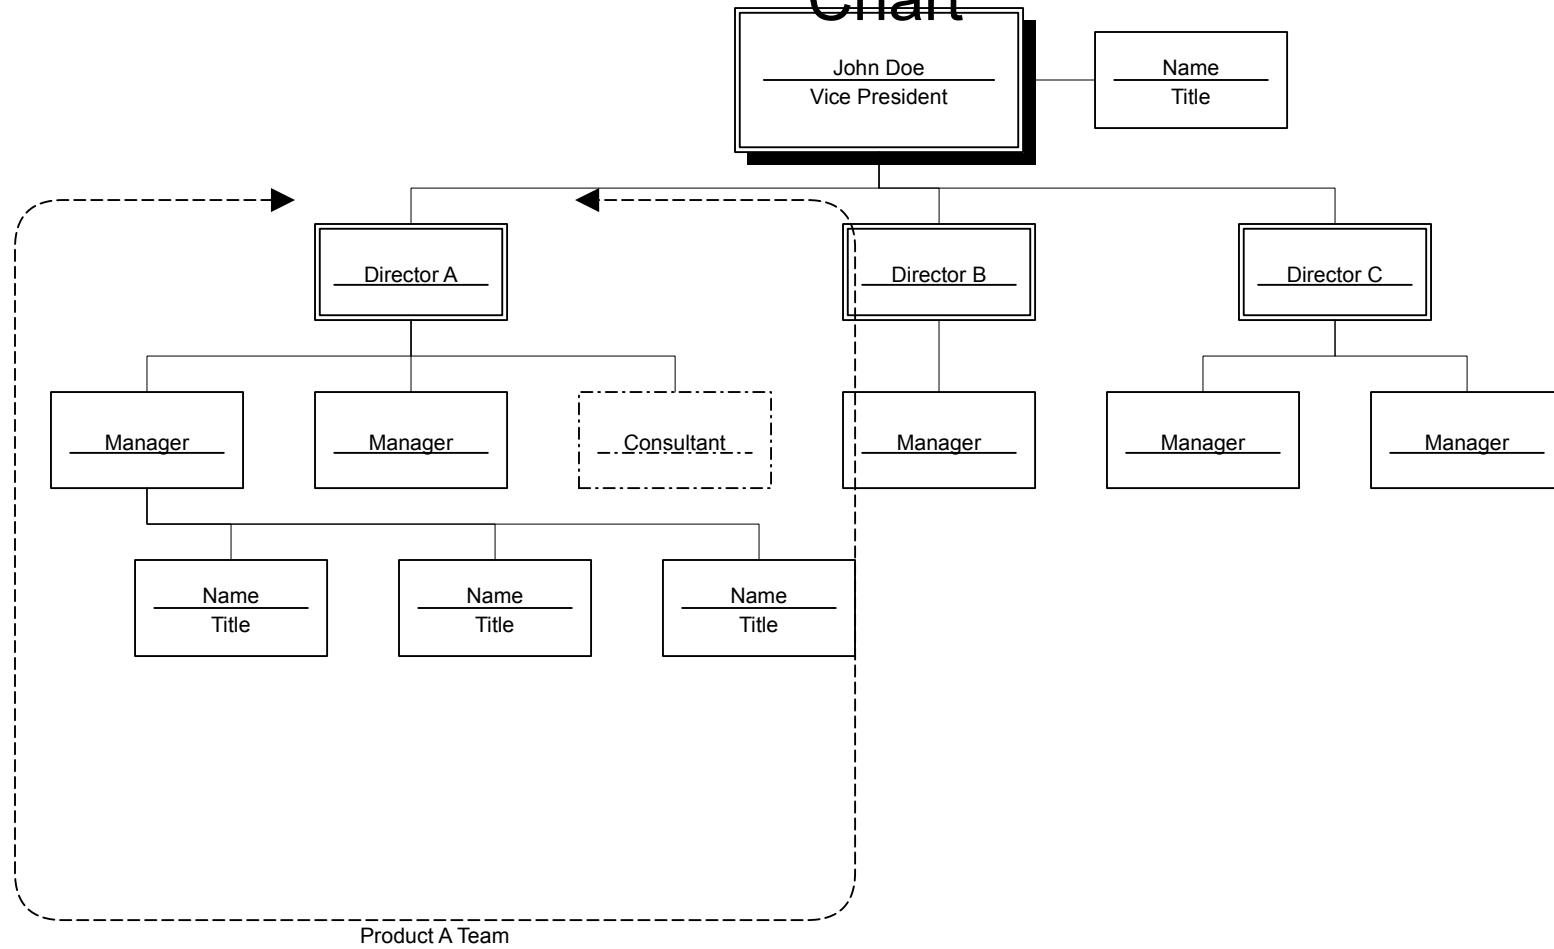 Chart
John Doe
Vice President
Name
Title
Director A
Director B
Director C
Manager
Manager
Consultant
Manager
Manager
Manager
Name
Title
Name
Title
Name
Title
Product A Team